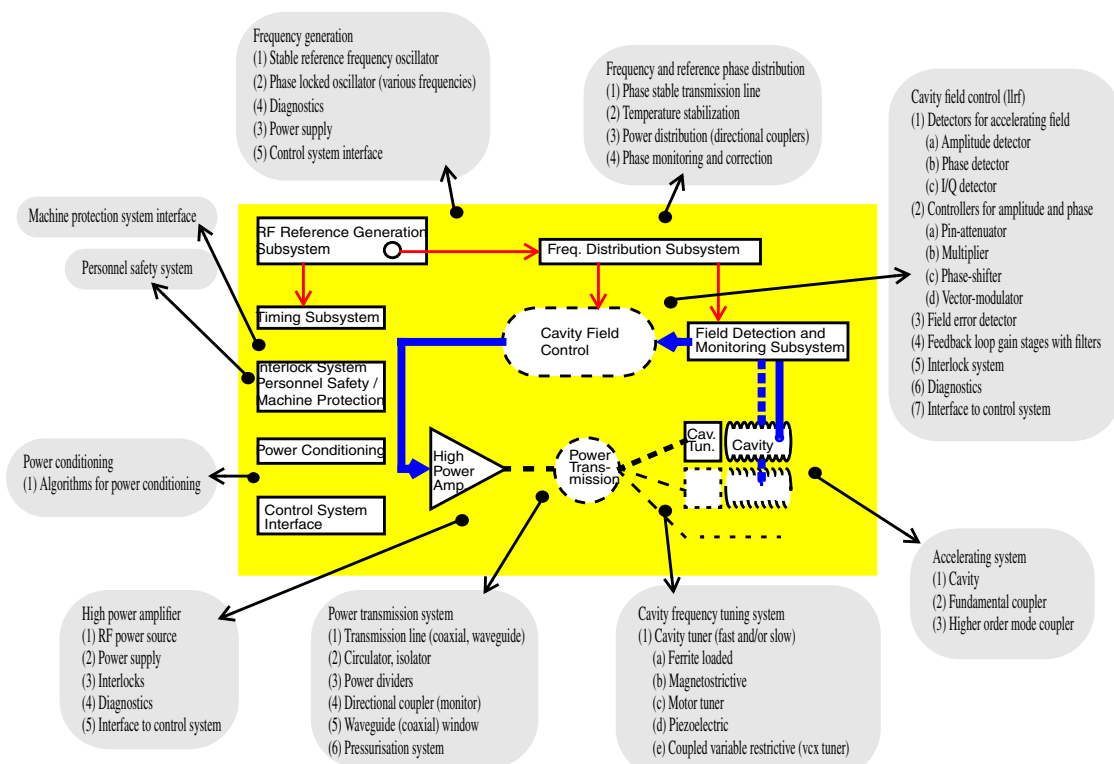 Frequency generation
(1) Stable reference frequency oscillator
(2) Phase locked oscillator (various frequencies)
(4) Diagnostics
(3) Power supply
(5) Control system interface
Frequency and reference phase distribution
(1) Phase stable transmission line
(2) Temperature stabilization
(3) Power distribution (directional couplers)
(4) Phase monitoring and correction
Cavity field control (llrf)
(1) Detectors for accelerating field
(a) Amplitude detector
(b) Phase detector
(c) I/Q detector
(2) Controllers for amplitude and phase
(a) Pin-attenuator
(b) Multiplier
(c) Phase-shifter
(d) Vector-modulator
(3) Field error detector
(4) Feedback loop gain stages with filters
(5) Interlock system
(6) Diagnostics
(7) Interface to control system
Machine protection system interface
Personnel safety system
RF Reference Generation
Subsystem
Freq. Distribution Subsystem
Timing Subsystem
Cavity Field
Control
Field Detection and
Monitoring Subsystem
Interlock System
Personnel Safety /
Machine Protection
Power Conditioning
Control System
Interface
High
Power
Amp.
Power
Trans-
mission
Cav.
Tun.
Cavity
Power conditioning
(1) Algorithms for power conditioning
Accelerating system
(1) Cavity
(2) Fundamental coupler
(3) Higher order mode coupler
High power amplifier
(1) RF power source
(2) Power supply
(3) Interlocks
(4) Diagnostics
(5) Interface to control system
Power transmission system
(1) Transmission line (coaxial, waveguide)
(2) Circulator, isolator
(3) Power dividers
(4) Directional coupler (monitor)
(5) Waveguide (coaxial) window
(6) Pressurisation system
Cavity frequency tuning system
(1) Cavity tuner (fast and/or slow)
(a) Ferrite loaded
(b) Magnetostrictive
(c) Motor tuner
(d) Piezoelectric
(e) Coupled variable restrictive (vcx tuner)